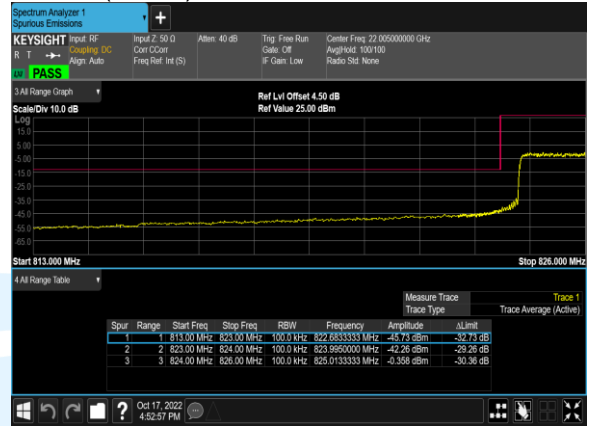 Spectrum Analyzer 1
Spurious Emissions
KEYSIGHT Input: RF Input Z: 50 Ω Atten: 40 dB Trig: Free Run Center Freq: 22.005000000 GHz
R T Coupling: DC Corr CCorr Gate: Off Avg|Hold: 100/100
Align: Auto Freq Ref: Int (S) IF Gain: Low Radio Std: None
PASS
3 All Range Graph
Ref Lvl Offset 4.50 dB
Scale/Div 10.0 dB Ref Value 25.00 dBm
Log
15.0
5.00
-5.00
-15.0
-25.0
-35.0
-45.0
-55.0
-65.0
Start 813.000 MHz Stop 826.000 MHz
4 All Range Table
Measure Trace Trace 1
Trace Type Trace Average (Active)
Spur Range Start Freq Stop Freq RBW Frequency Amplitude ΔLimit
1 1 813.00 MHz 823.00 MHz 100.0 kHz 822.6833333 MHz -45.73 dBm -32.73 dB
2 2 823.00 MHz 824.00 MHz 100.0 kHz 823.9950000 MHz -42.26 dBm -29.26 dB
3 3 824.00 MHz 826.00 MHz 100.0 kHz 825.0133333 MHz -0.358 dBm -30.36 dB
? Oct 17, 2022
4:52:57 PM